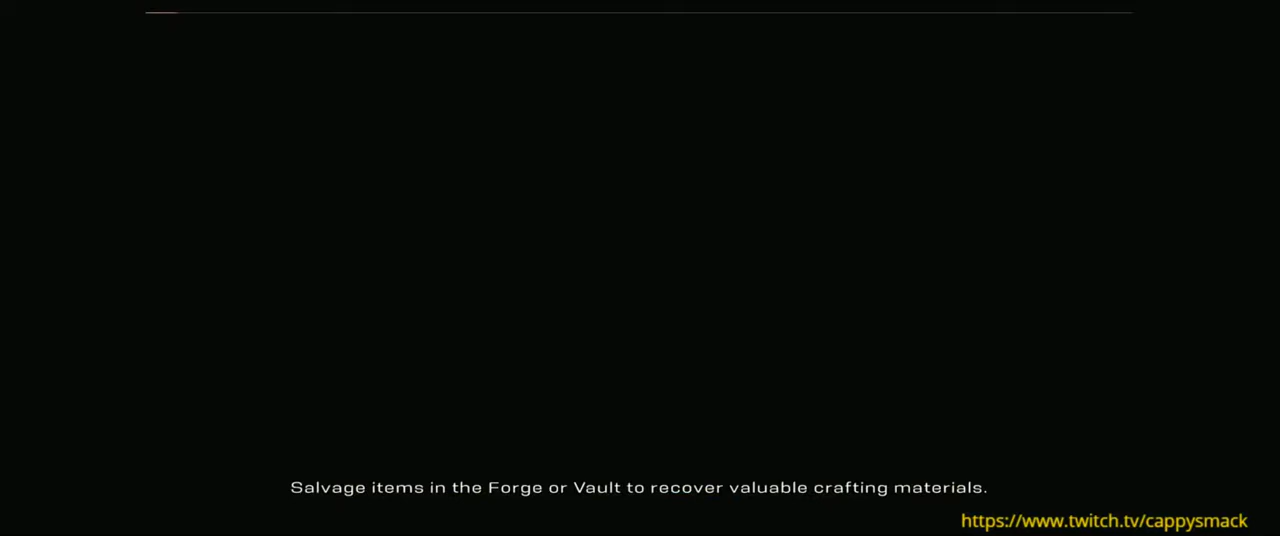 Salvage items in the Forge or Vault to recover valuable crafting materials.
https://www.twitch.tv/cappysmack